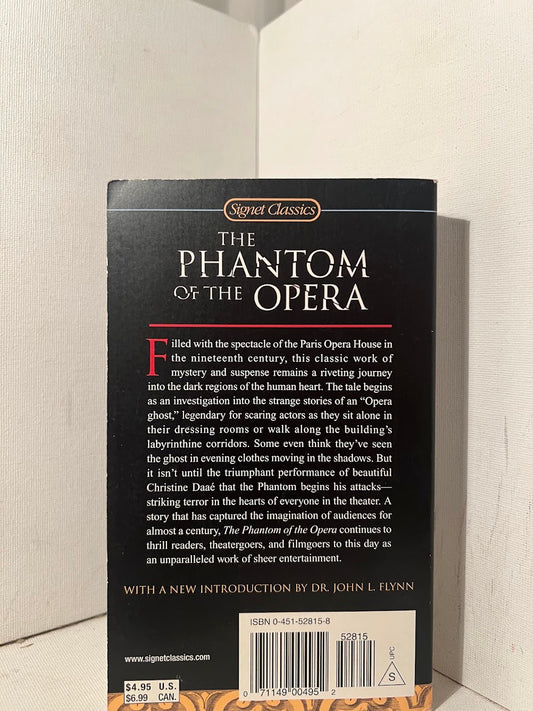 Signet Classics
THE
PHANTOM
OF THE OPERA
Filled with the spectacle of the Paris Opera House in
the nineteenth century, this classic work of
mystery and suspense remains a riveting journey
into the dark regions of the human heart. The tale begins
as an investigation into the strange stories of an “Opera
ghost,” legendary for scaring actors as they sit alone in
their dressing rooms or walk along the building’s
labyrinthine corridors. Some even think they’ve seen
the ghost in evening clothes moving in the shadows. But
it isn’t until the triumphant performance of beautiful
Christine Daaé that the Phantom begins his attacks—
striking terror in the hearts of everyone in the theater. A
story that has captured the imagination of audiences for
almost a century, The Phantom of the Opera continues to
thrill readers, theatergoers, and filmgoers to this day as
an unparalleled work of sheer entertainment.
WITH A NEW INTRODUCTION BY DR. JOHN L. FLYNN
ISBN 0-451-52815-8
52815
UPC
S
www.signetclassics.com
$4.95 U.S.
$6.99 CAN.
0 71149 00495 2